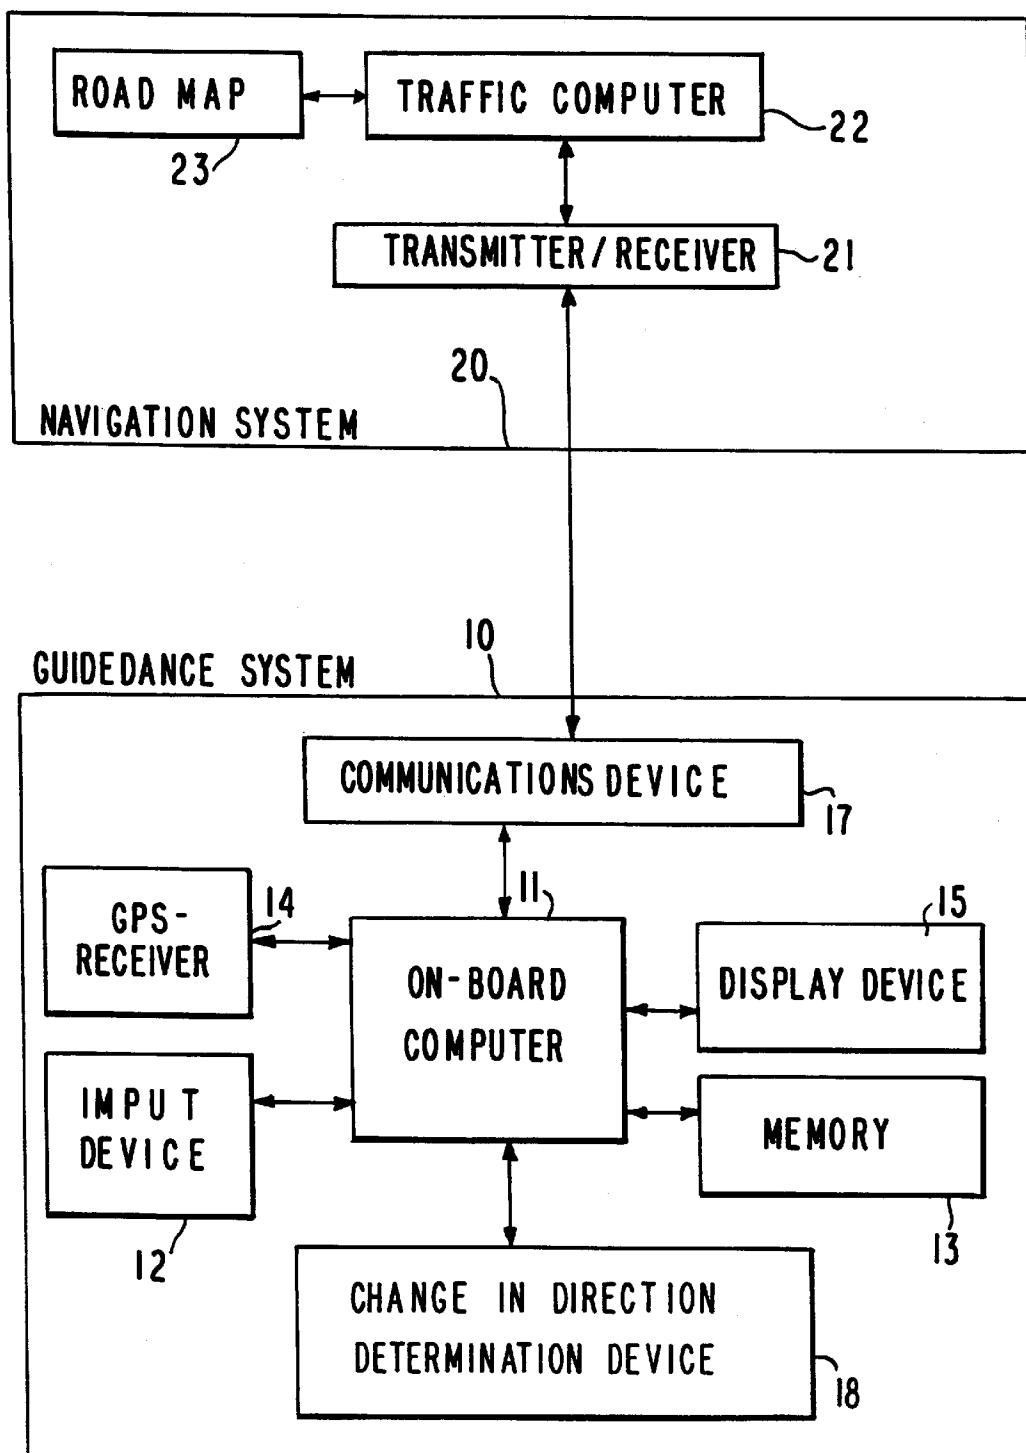 ROAD MAP
TRAFFIC COMPUTER
22
23
TRANSMITTER/RECEIVER
21
20
NAVIGATION SYSTEM
10
GUIDEDANCE SYSTEM
COMMUNICATIONS DEVICE
17
GPS-
RECEIVER
14
11
ON-BOARD
COMPUTER
15
DISPLAY DEVICE
IMPUT
DEVICE
12
MEMORY
13
CHANGE IN DIRECTION
DETERMINATION DEVICE
18